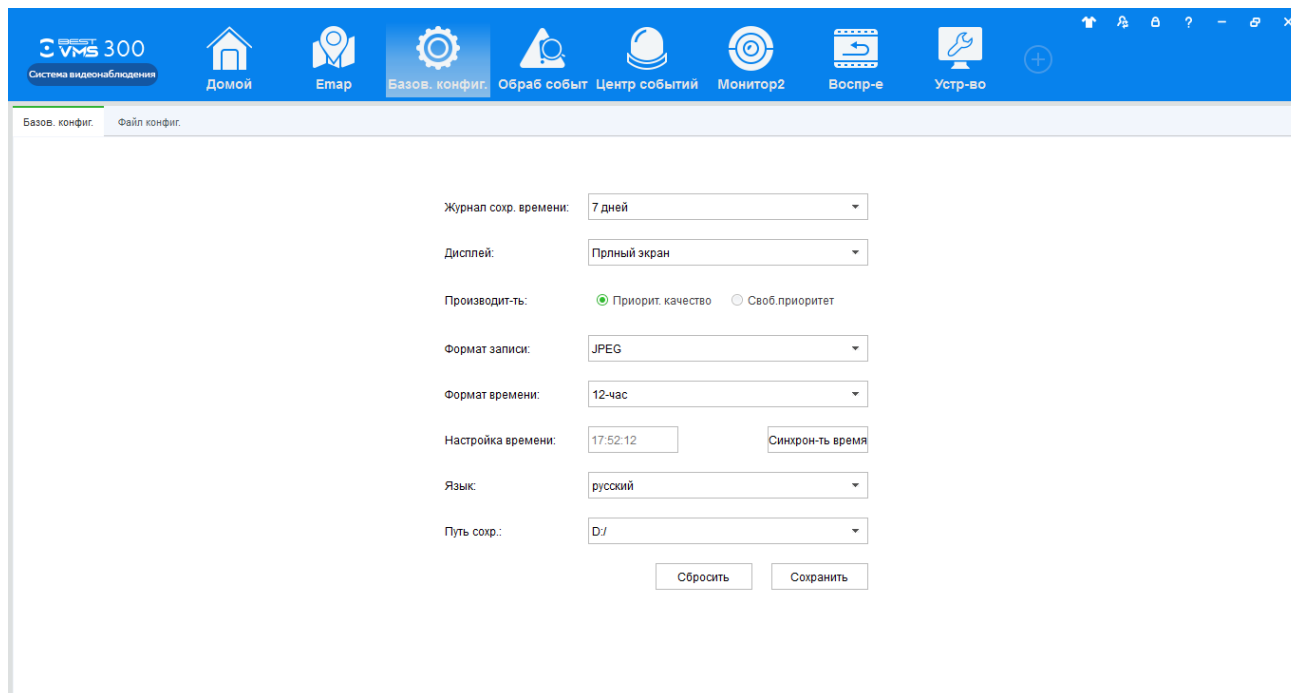 BEST VMS 300
Система видеонаблюдения
Домой
Emap
Базов. конфиг.
Обраб событ
Центр событий
Монитор2
Воспр-е
Устр-во
Базов. конфиг.
Файл конфиг.
Журнал сохр. времени: 7 дней
Дисплей: Прлный экран
Производит-ть: Приорит. качество Своб.приоритет
Формат записи: JPEG
Формат времени: 12-час
Настройка времени: 17:52:12 Синхрон-ть время
Язык: русский
Путь сохр.: D:/
Сбросить Сохранить